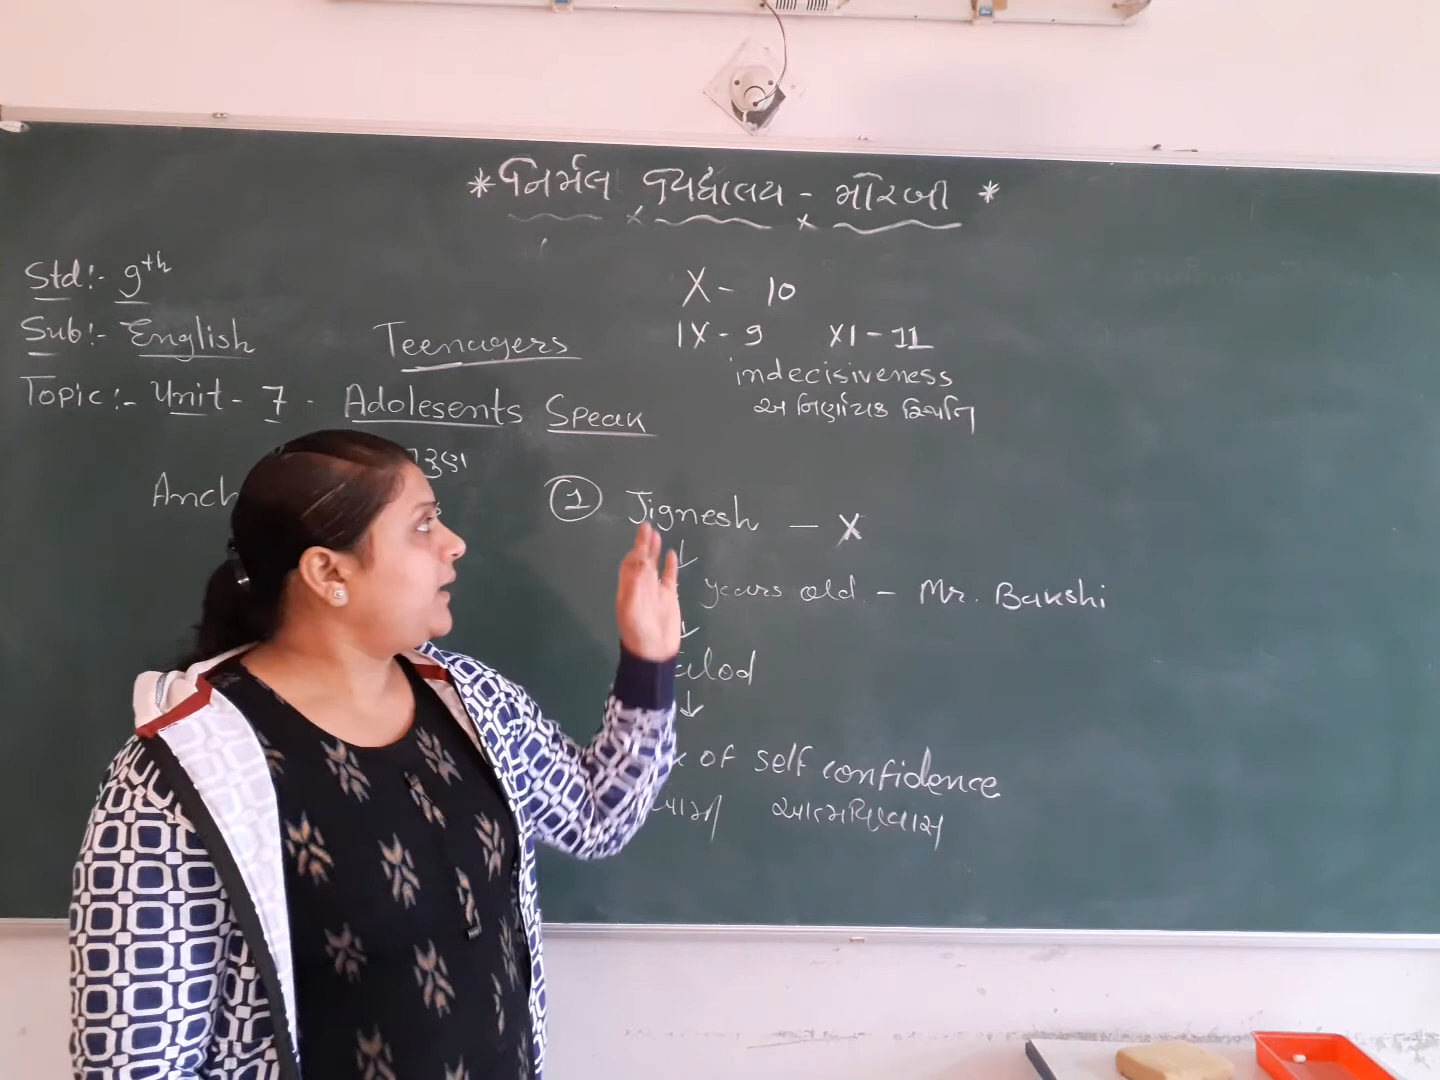 * નિર્મલ વિદ્યાલય - મોરબી *
Std:- 9th
Sub:- English
Teenagers
Topic:- Unit - 7 - Adolesents Speak
X - 10
IX - 9 XI - 11
indecisiveness
અ નિર્ણાયક સ્થિતિ
1 Jignesh - X
years old - Mr. Bakshi
of self confidence
ખામી આત્મવિશ્વાસ